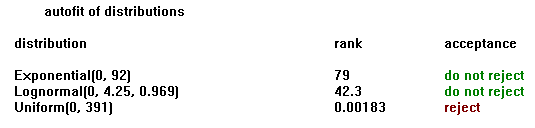 autofit of distributions
distribution rank acceptance
Exponential(0, 92) 79 do not reject
Lognormal(0, 4.25, 0.969) 42.3 do not reject
Uniform(0, 391) 0.00183 reject